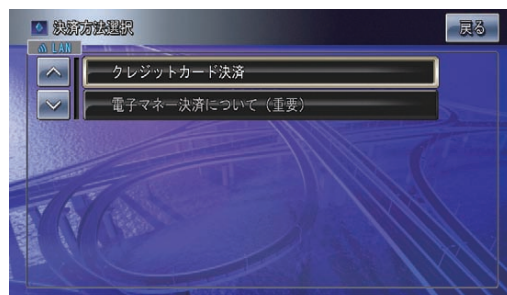 決済方法選択
戻る
LAN
クレジットカード決済
電子マネー決済について（重要）